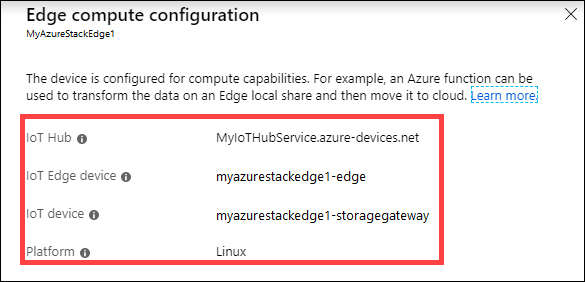 Edge compute configuration
MyAzureStackEdge1
The device is configured for compute capabilities. For example, an Azure function can be
used to transform the data on an Edge local share and then move it to cloud. Learn more
IoT Hub MyIoTHubService.azure-devices.net
IoT Edge device myazurestackedge1-edge
IoT device myazurestackedge1-storagegateway
Platform Linux